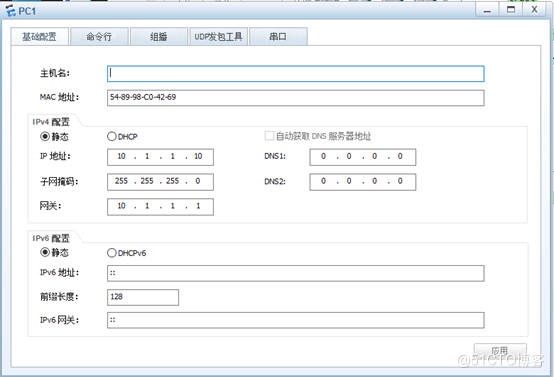 PC1
基础配置 命令行 组播 UDP发包工具 串口
主机名:
MAC 地址: 54-89-98-C0-42-69
IPv4 配置
静态 DHCP 自动获取 DNS 服务器地址
IP 地址: 10 . 1 . 1 . 10 DNS1: 0 . 0 . 0 . 0
子网掩码: 255 . 255 . 255 . 0 DNS2: 0 . 0 . 0 . 0
网关: 10 . 1 . 1 . 1
IPv6 配置
静态 DHCPv6
IPv6 地址: ::
前缀长度: 128
IPv6 网关: ::
应用
@51CTO博客